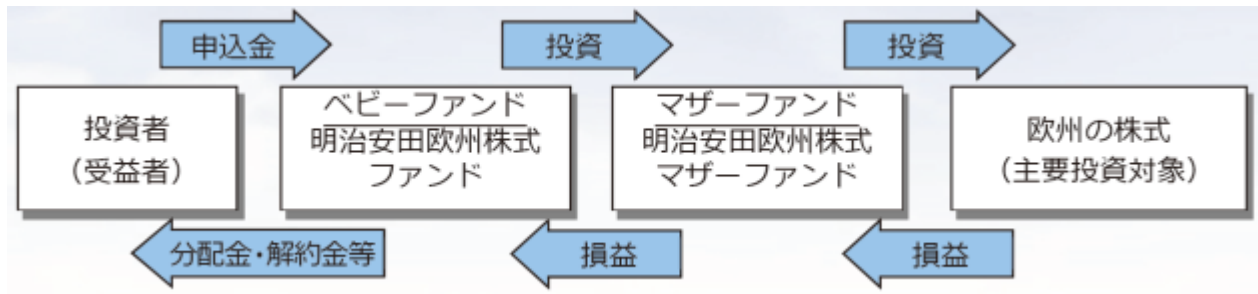 申込金
投資
投資
投資者
（受益者）
ベビーファンド
明治安田欧州株式
ファンド
マザーファンド
明治安田欧州株式
マザーファンド
欧州の株式
（主要投資対象）
分配金・解約金等
損益
損益